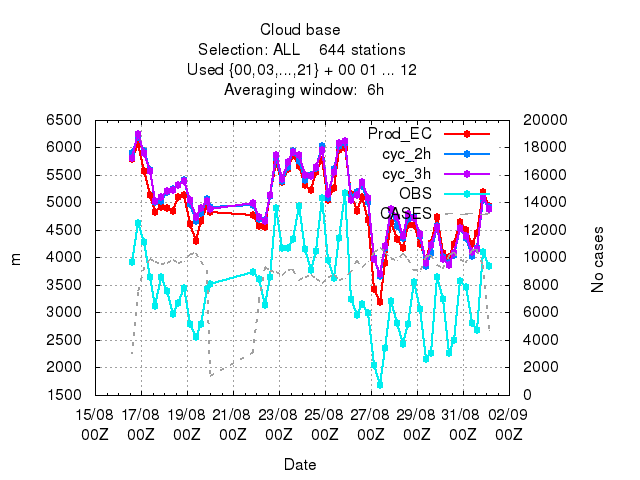 Cloud base
Selection: ALL    644 stations
Used {00,03,...,21} + 00 01 ... 12
Averaging window:  6h
6500
6000
5500
5000
4500
4000
3500
3000
2500
2000
1500
m
20000
18000
16000
14000
12000
10000
8000
6000
4000
2000
0
No cases
Prod_EC
cyc_2h
cyc_3h
OBS
CASES
15/08 17/08 19/08 21/08 23/08 25/08 27/08 29/08 31/08 02/09
00Z 00Z 00Z 00Z 00Z 00Z 00Z 00Z 00Z 00Z
Date